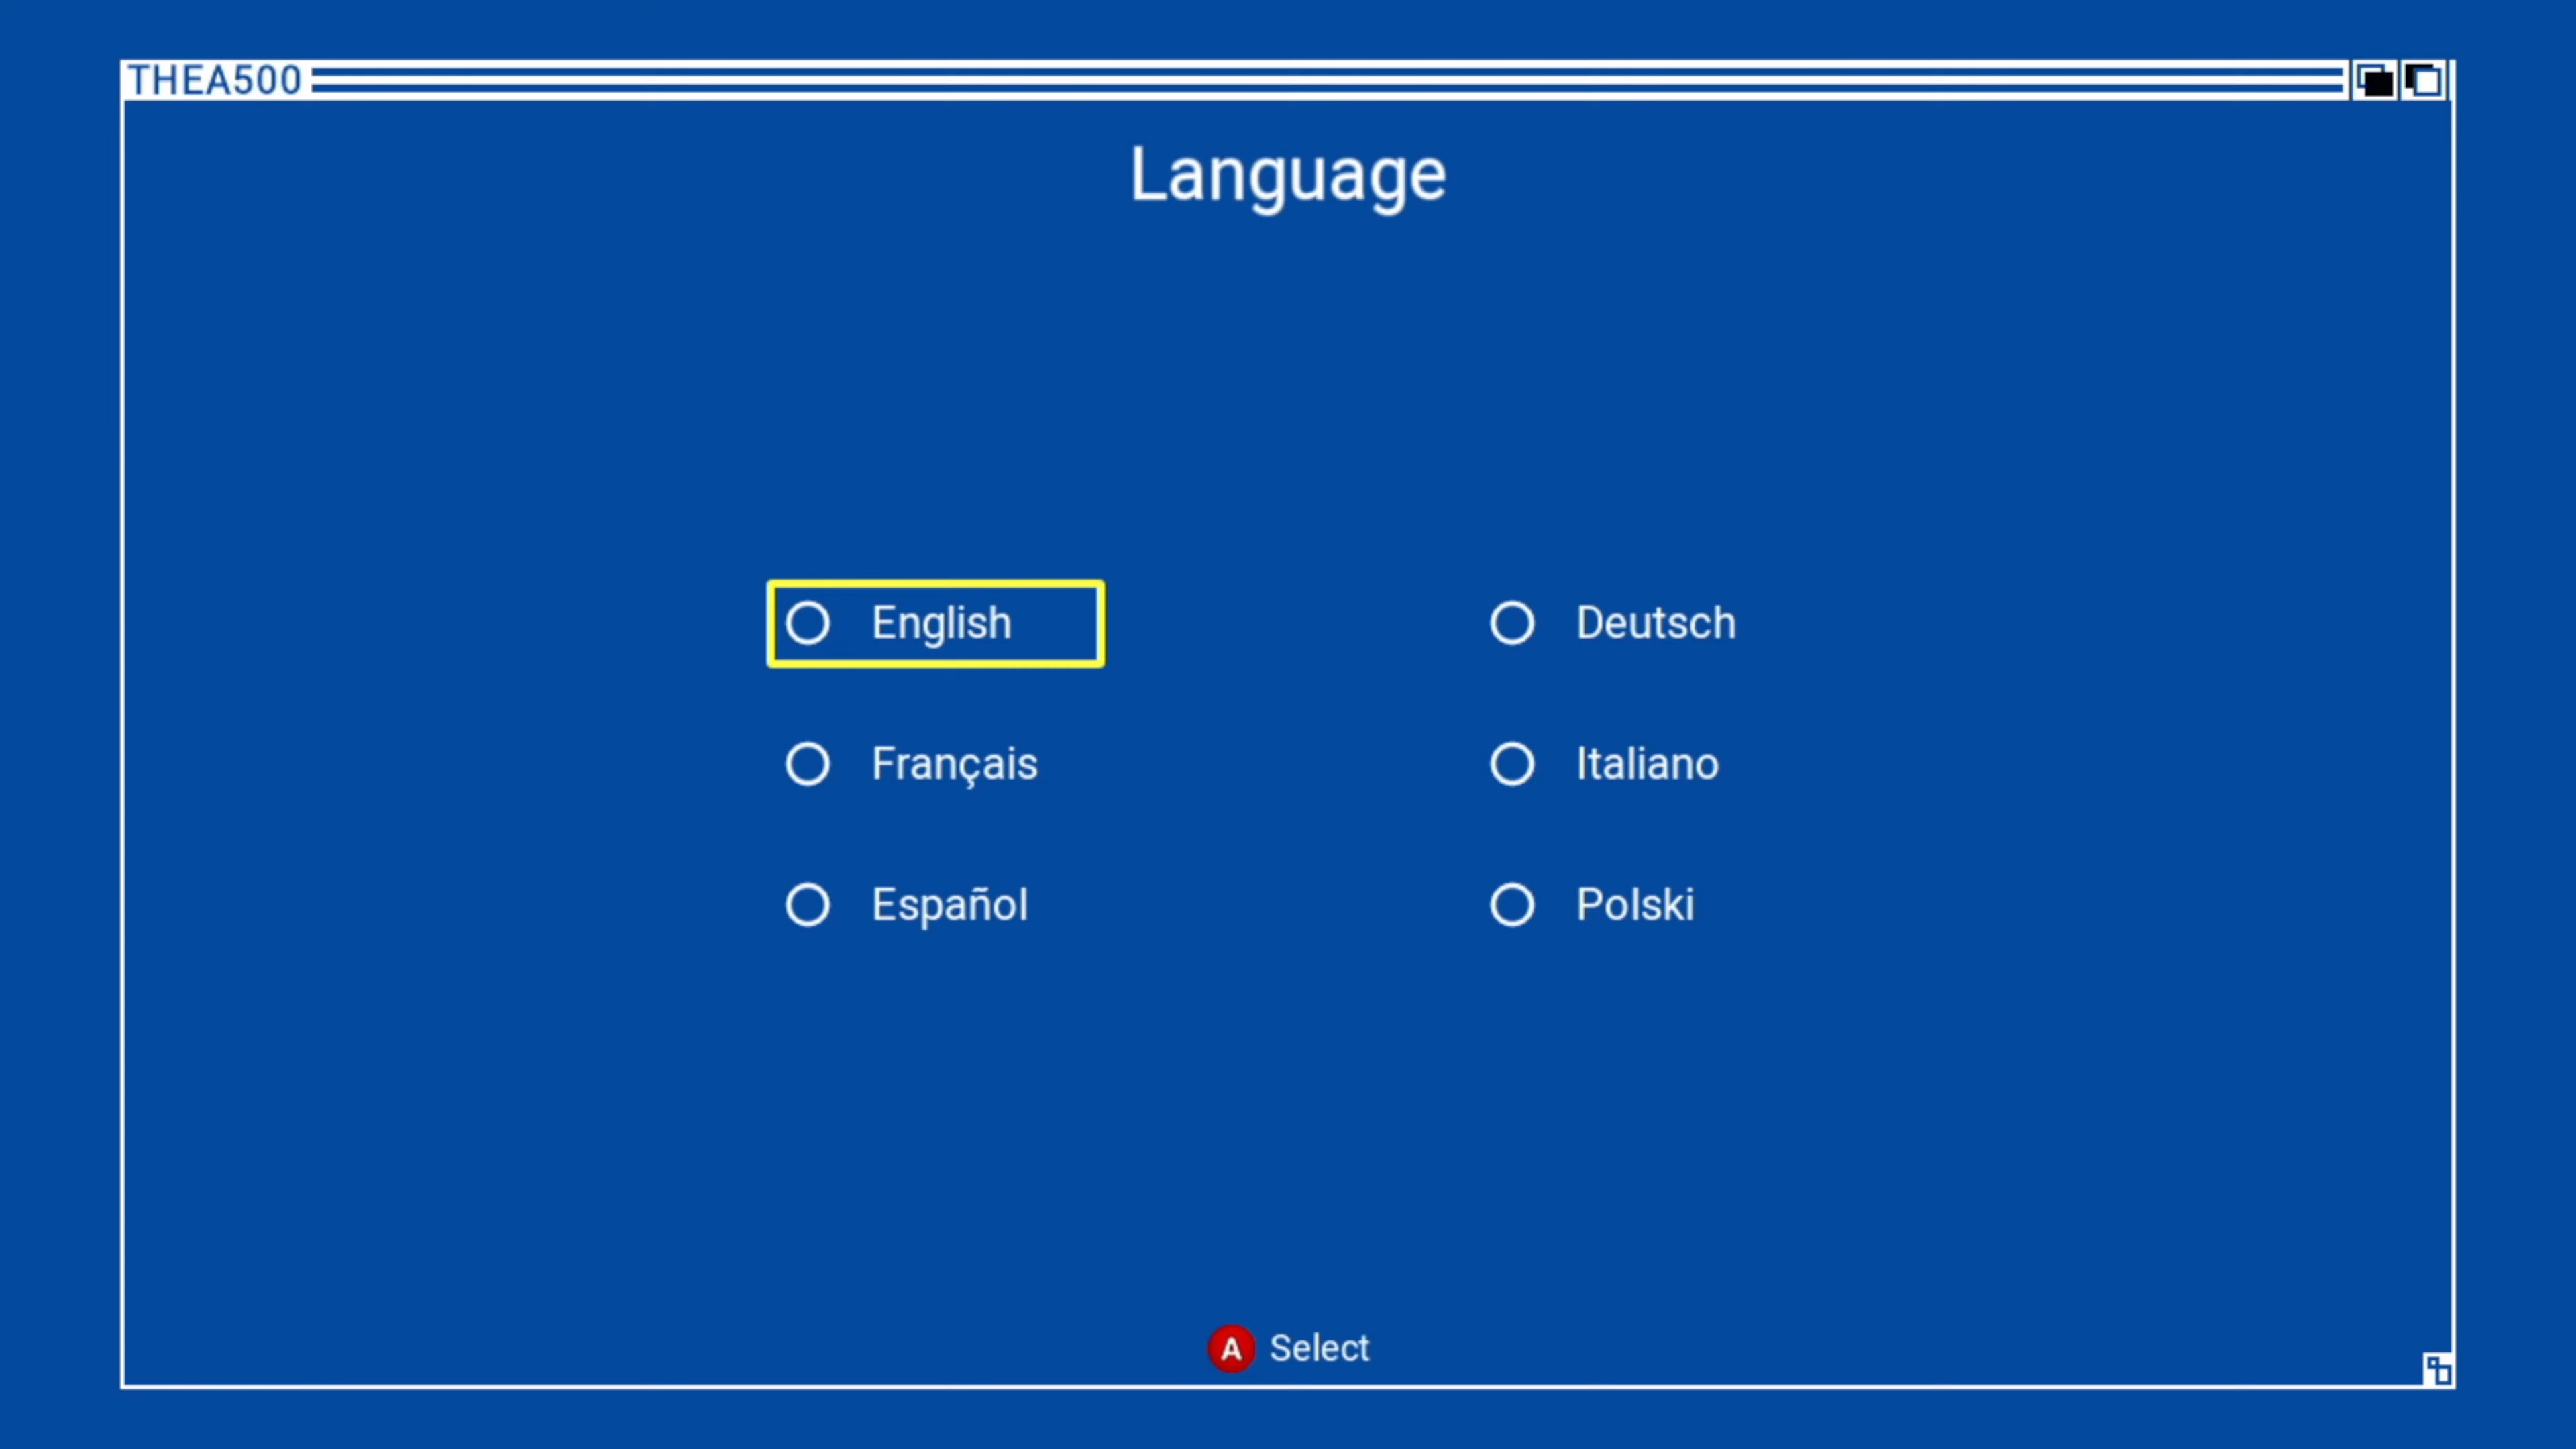 THEA500
Language
English
Deutsch
Français
Italiano
Español
Polski
A Select